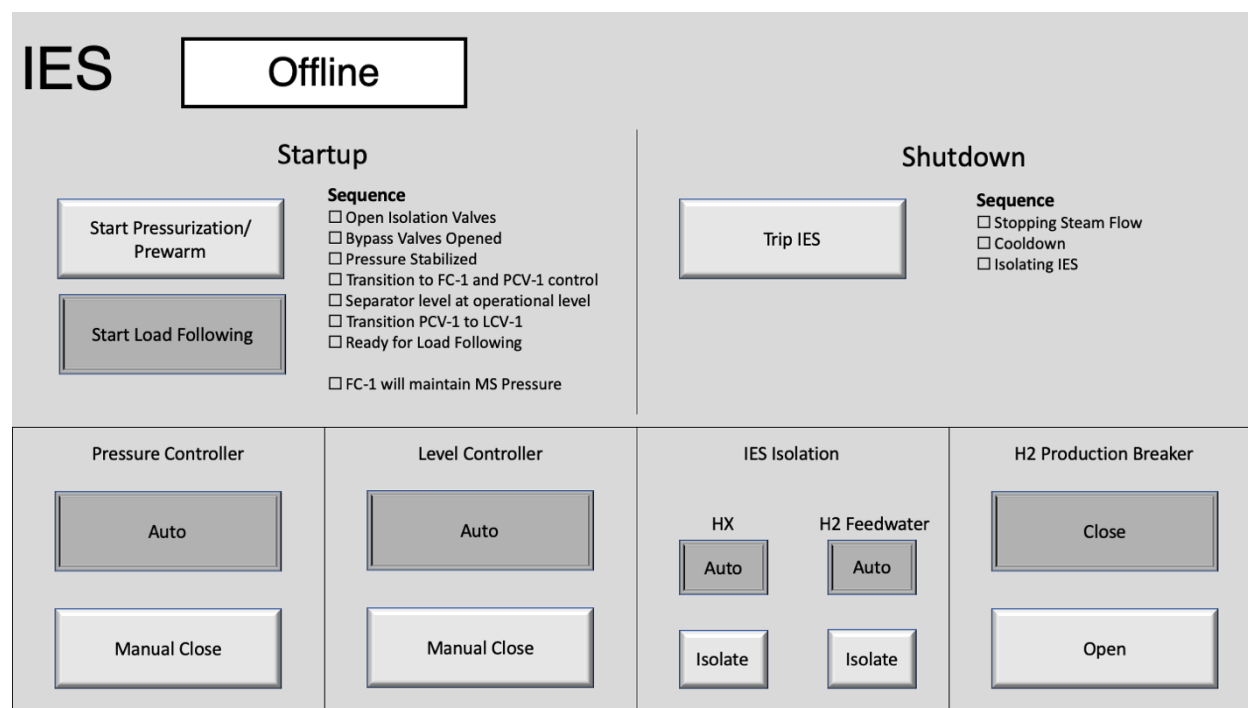 IES
Offline
Startup
Start Pressurization/
Prewarm
Start Load Following
Sequence
☐ Open Isolation Valves
☐ Bypass Valves Opened
☐ Pressure Stabilized
☐ Transition to FC-1 and PCV-1 control
☐ Separator level at operational level
☐ Transition PCV-1 to LCV-1
☐ Ready for Load Following
☐ FC-1 will maintain MS Pressure
Shutdown
Trip IES
Sequence
☐ Stopping Steam Flow
☐ Cooldown
☐ Isolating IES
Pressure Controller
Auto
Manual Close
Level Controller
Auto
Manual Close
IES Isolation
HX
Auto
Isolate
H2 Feedwater
Auto
Isolate
H2 Production Breaker
Close
Open